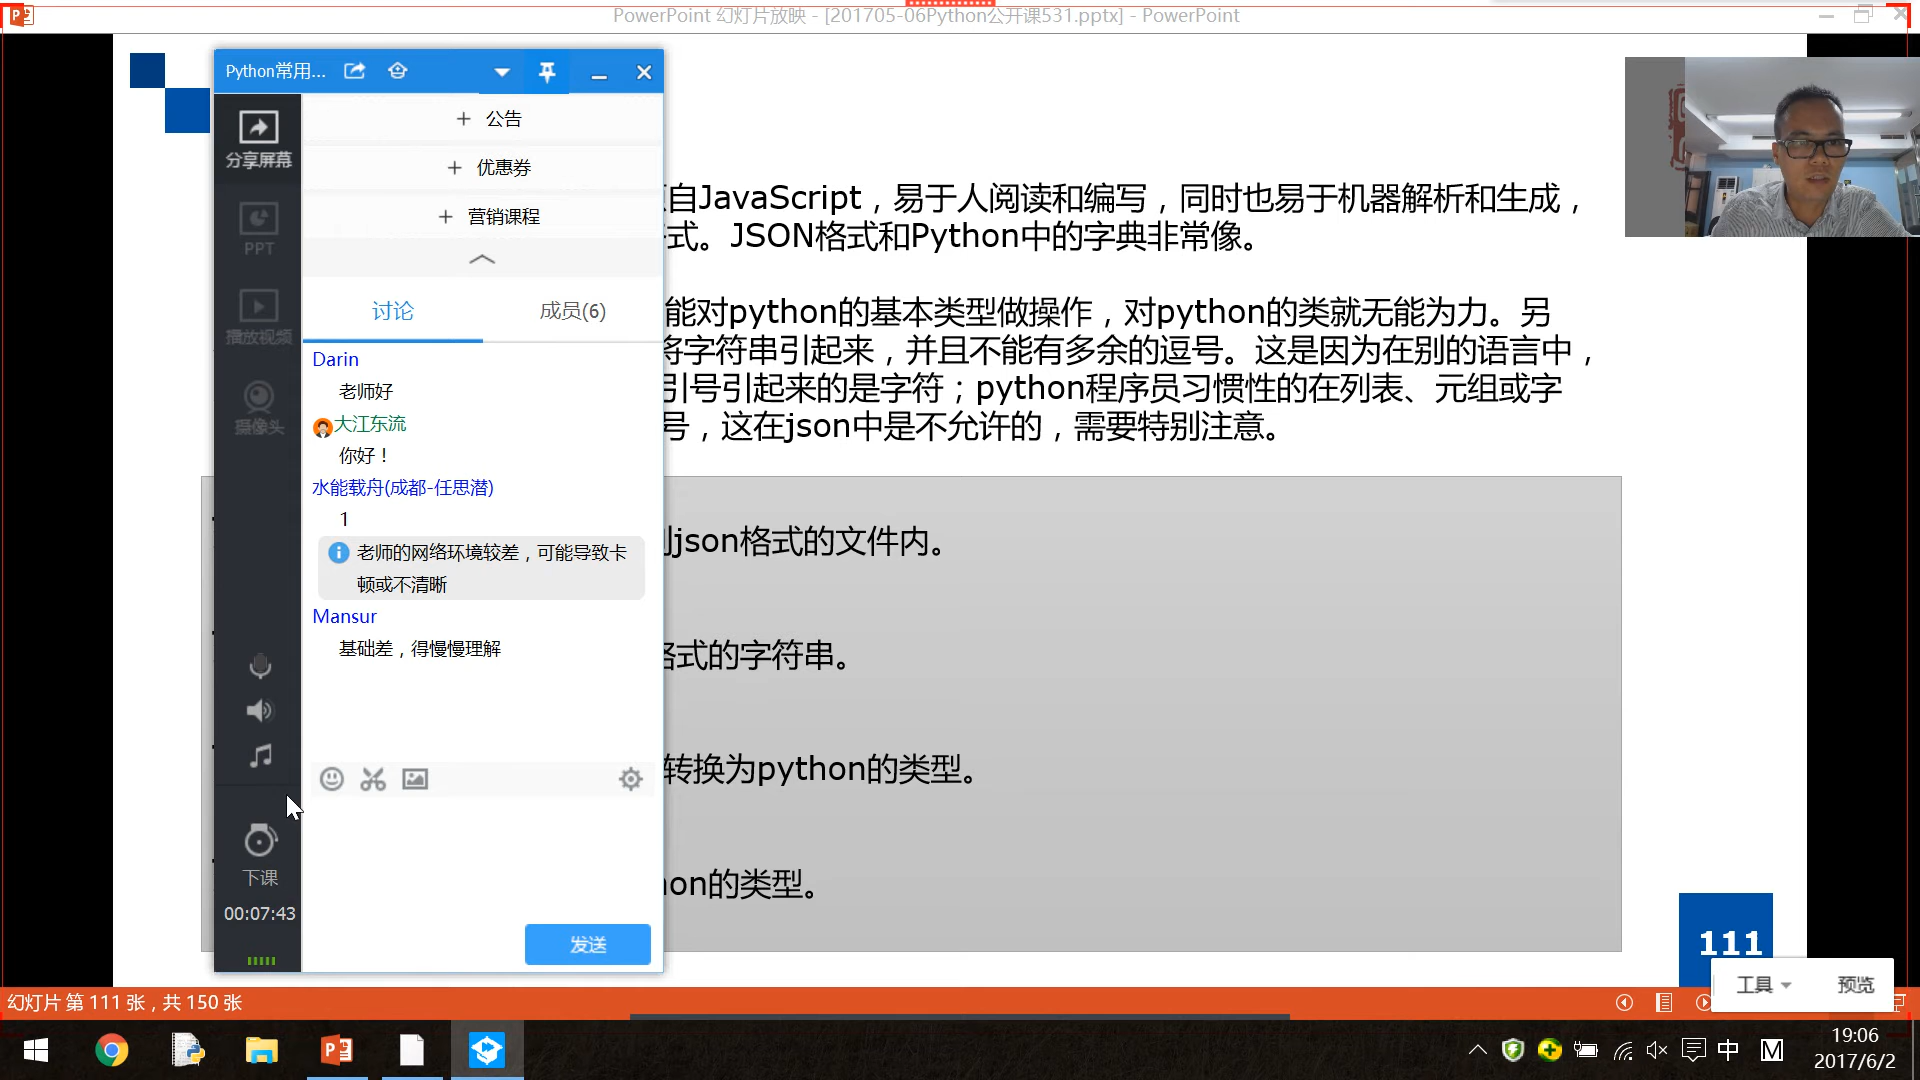 PowerPoint 幻灯片放映 - [201705-06Python公开课531.pptx] - PowerPoint
Python常用...
分享屏幕
PPT
播放视频
摄像头
下课
00:07:43
+ 公告
+ 优惠券
+ 营销课程
讨论
成员(6)
Darin
老师好
大江东流
你好！
水能载舟(成都-任思潜)
1
老师的网络环境较差，可能导致卡
顿或不清晰
Mansur
基础差，得慢慢理解
发送
自JavaScript，易于人阅读和编写，同时也易于机器解析和生成，
式。JSON格式和Python中的字典非常像。
能对python的基本类型做操作，对python的类就无能为力。另
将字符串引起来，并且不能有多余的逗号。这是因为在别的语言中，
引号引起来的是字符；python程序员习惯性的在列表、元组或字
号，这在json中是不允许的，需要特别注意。
json格式的文件内。
格式的字符串。
转换为python的类型。
hon的类型。
111
工具
预览
幻灯片 第 111 张，共 150 张
中
M
19:06
2017/6/2